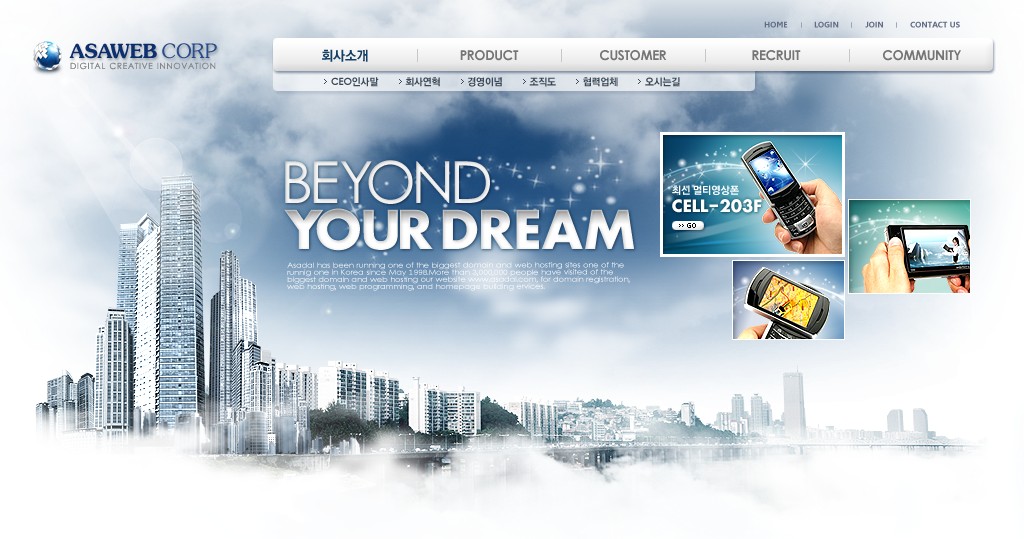 HOME LOGIN JOIN CONTACT US
ASAWEB CORP
DIGITAL CREATIVE INNOVATION
회사소개 PRODUCT CUSTOMER RECRUIT COMMUNITY
> CEO인사말 > 회사연혁 > 경영이념 > 조직도 > 협력업체 > 오시는길
BEYOND
YOUR DREAM
Asadal has been running one of the biggest domain and web hosting sites one of the
runnig one in Korea since May 1998.More than 3,000,000 people have visited of the
biggest domain and web hosting our website www.asadal.com, for domain registration,
web hosting, web programming, and homepage building ervices.
최선 멀티영상폰
CELL-203F
>> GO